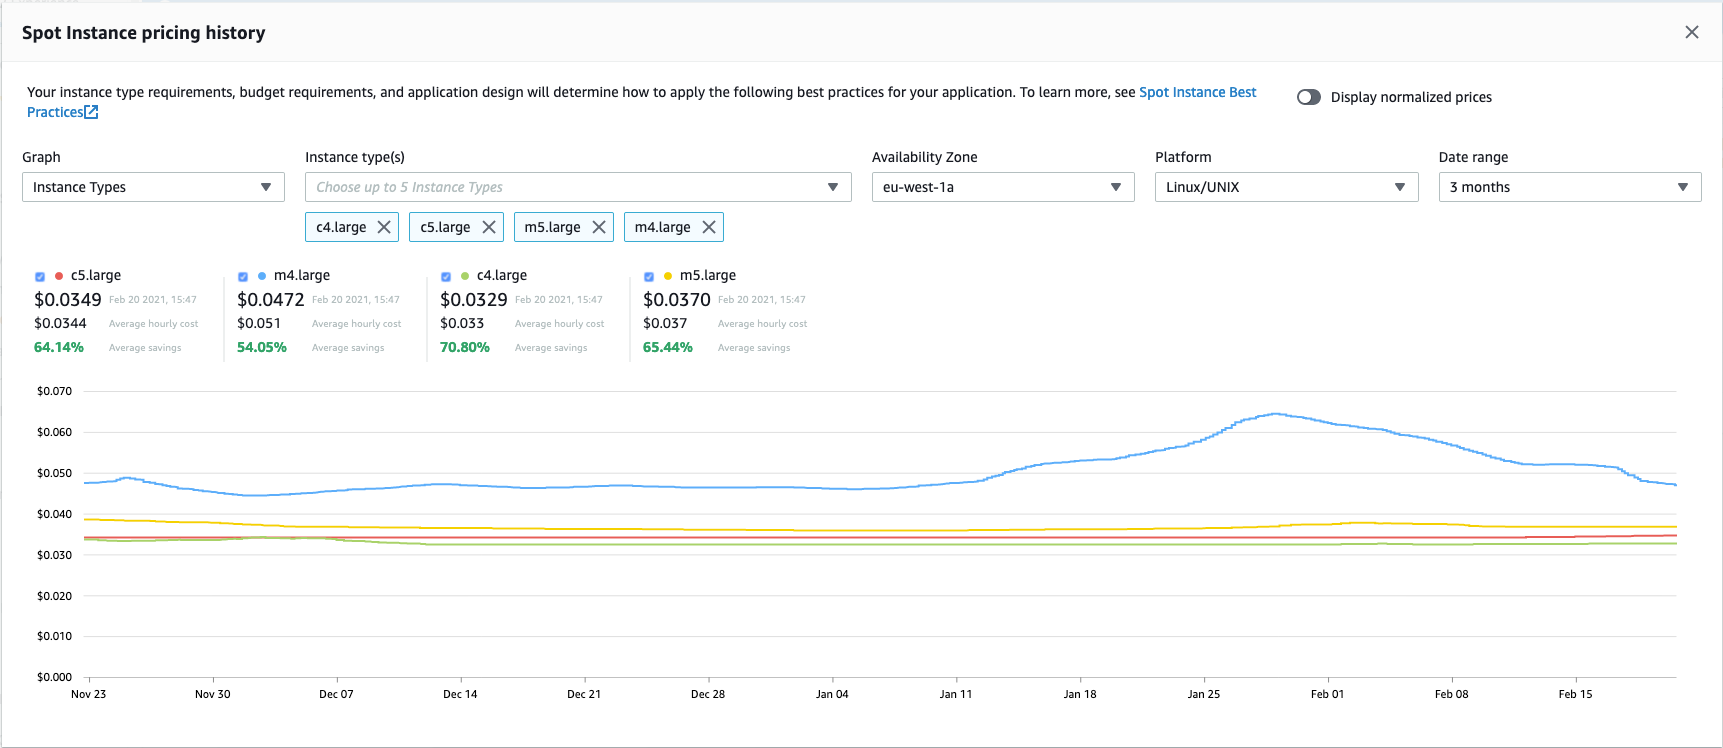 Spot Instance pricing history
Your instance type requirements, budget requirements, and application design will determine how to apply the following best practices for your application. To learn more, see Spot Instance Best
Practices
Display normalized prices
Graph
Instance type(s)
Availability Zone
Platform
Date range
Instance Types
Choose up to 5 Instance Types
eu-west-1a
Linux/UNIX
3 months
c4.large
c5.large
m5.large
m4.large
c5.large
$0.0349 Feb 20 2021, 15:47
$0.0344 Average hourly cost
64.14% Average savings
m4.large
$0.0472 Feb 20 2021, 15:47
$0.051 Average hourly cost
54.05% Average savings
c4.large
$0.0329 Feb 20 2021, 15:47
$0.033 Average hourly cost
70.80% Average savings
m5.large
$0.0370 Feb 20 2021, 15:47
$0.037 Average hourly cost
65.44% Average savings
$0.070
$0.060
$0.050
$0.040
$0.030
$0.020
$0.010
$0.000
Nov 23 Nov 30 Dec 07 Dec 14 Dec 21 Dec 28 Jan 04 Jan 11 Jan 18 Jan 25 Feb 01 Feb 08 Feb 15